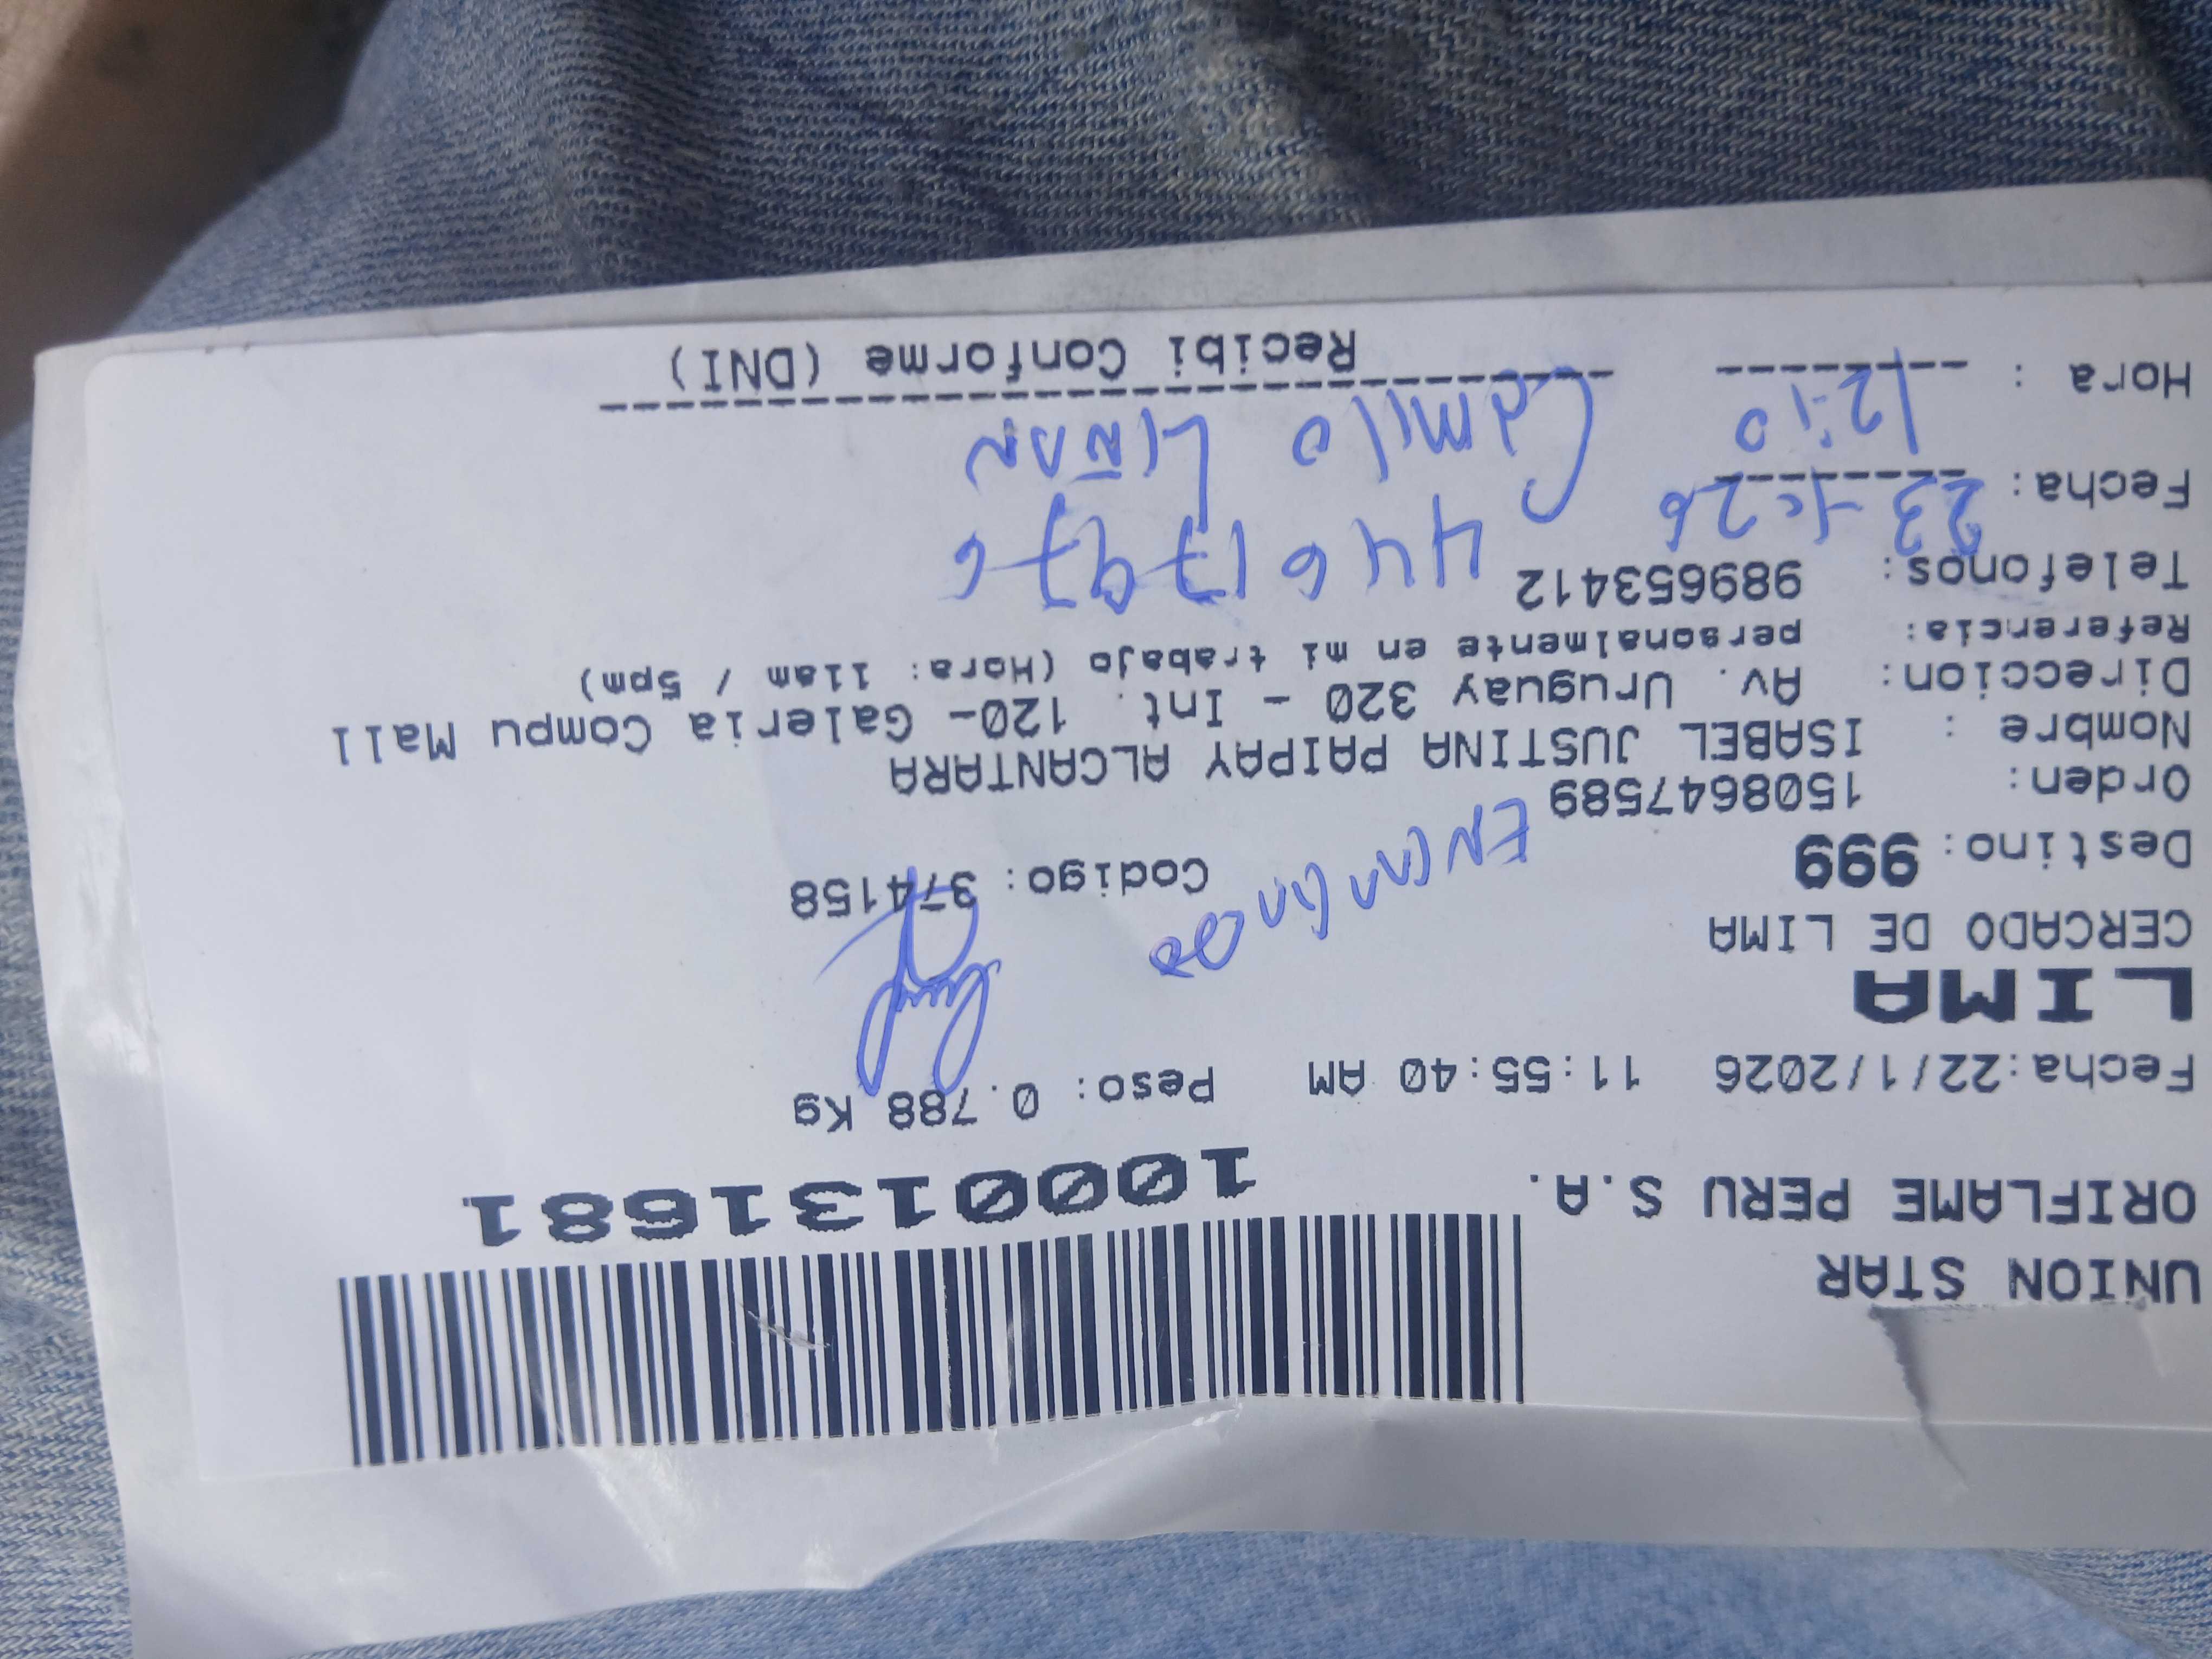 UNION STAR
ORIFLAME PERU S.A.
1000131681
Fecha:22/1/2026 11:55:40 AM Peso: 0.788 Kg
LIMA
CERCADO DE LIMA
Destino: 999 Codigo: 374158
ENCARGADO
Orden: 1508647589
Nombre : ISABEL JUSTINA PAIPAY ALCANTARA
Direccion: Av. Uruguay 320 - Int. 120- Galeria Compu Mall
Referencia: personalmente en mi trabajo (Hora: 11am / 5pm)
Telefonos: 989653412
44617976
Fecha: 23-1-26
Camilo Liñan
Hora : 12:10
Recibi Conforme (DNI)